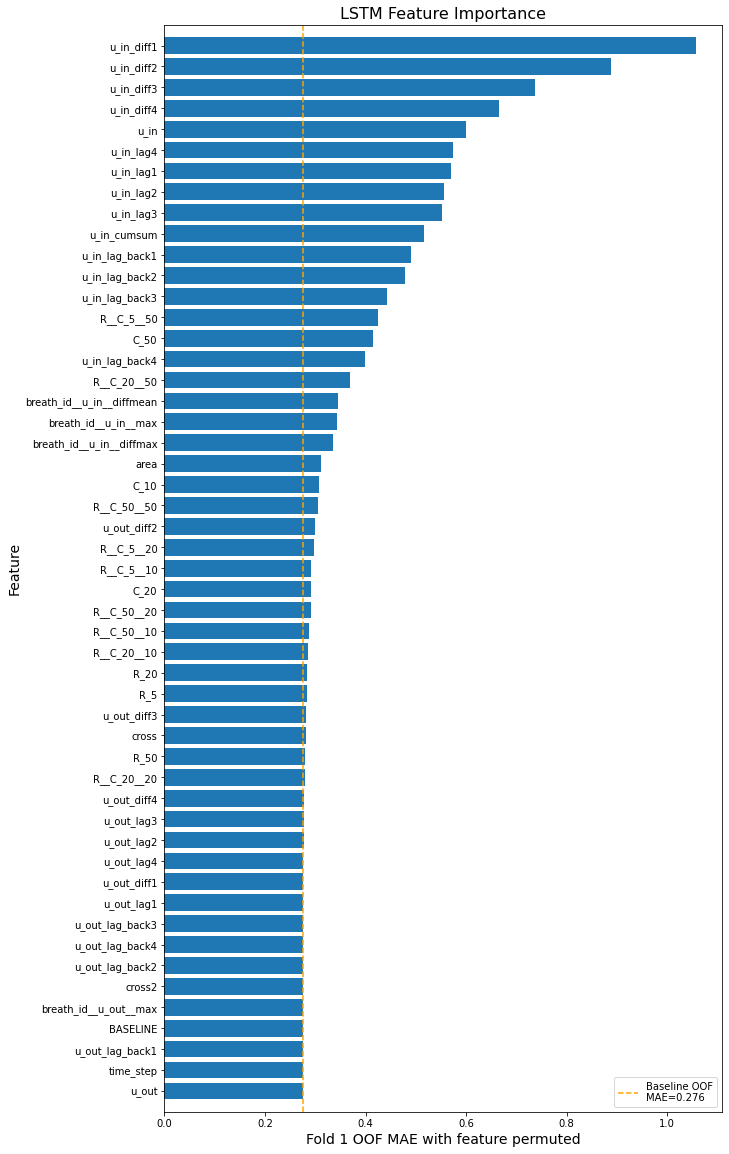 LSTM Feature Importance
u_in_diff1
u_in_diff2
u_in_diff3
u_in_diff4
u_in
u_in_lag4
u_in_lag1
u_in_lag2
u_in_lag3
u_in_cumsum
u_in_lag_back1
u_in_lag_back2
u_in_lag_back3
R__C_5__50
C_50
u_in_lag_back4
R__C_20__50
breath_id__u_in__diffmean
breath_id__u_in__max
breath_id__u_in__diffmax
area
C_10
R__C_50__50
u_out_diff2
R__C_5__20
R__C_5__10
C_20
R__C_50__20
R__C_50__10
R__C_20__10
R_20
R_5
u_out_diff3
cross
R_50
R__C_20__20
u_out_diff4
u_out_lag3
u_out_lag2
u_out_lag4
u_out_diff1
u_out_lag1
u_out_lag_back3
u_out_lag_back4
u_out_lag_back2
cross2
breath_id__u_out__max
BASELINE
u_out_lag_back1
time_step
u_out
Feature
Baseline OOF
MAE=0.276
0.0 0.2 0.4 0.6 0.8 1.0
Fold 1 OOF MAE with feature permuted